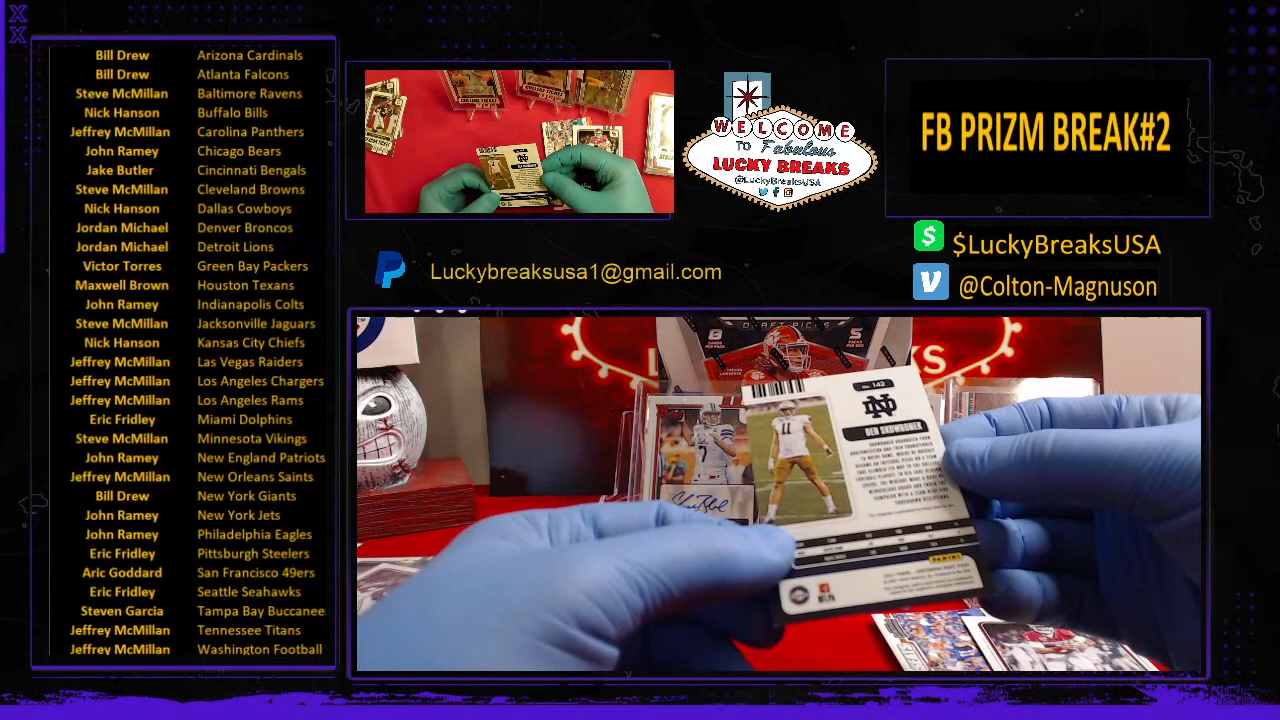 Bill Drew Arizona Cardinals
Bill Drew Atlanta Falcons
Steve McMillan Baltimore Ravens
Nick Hanson Buffalo Bills
Jeffrey McMillan Carolina Panthers
John Ramey Chicago Bears
Jake Butler Cincinnati Bengals
Steve McMillan Cleveland Browns
Nick Hanson Dallas Cowboys
Jordan Michael Denver Broncos
Jordan Michael Detroit Lions
Victor Torres Green Bay Packers
Maxwell Brown Houston Texans
John Ramey Indianapolis Colts
Steve McMillan Jacksonville Jaguars
Nick Hanson Kansas City Chiefs
Jeffrey McMillan Las Vegas Raiders
Jeffrey McMillan Los Angeles Chargers
Jeffrey McMillan Los Angeles Rams
Eric Fridley Miami Dolphins
Steve McMillan Minnesota Vikings
John Ramey New England Patriots
Jeffrey McMillan New Orleans Saints
Bill Drew New York Giants
John Ramey New York Jets
John Ramey Philadelphia Eagles
Eric Fridley Pittsburgh Steelers
Aric Goddard San Francisco 49ers
Eric Fridley Seattle Seahawks
Steven Garcia Tampa Bay Buccanee
Jeffrey McMillan Tennessee Titans
Jeffrey McMillan Washington Football
WELCOME
TO Fabulous
LUCKY BREAKS
@LuckyBreaksUSA
FB PRIZM BREAK#2
$LuckyBreaksUSA
@Colton-Magnuson
Luckybreaksusa1@gmail.com
DRAFT PICKS
No. 142
ND
BEN SKOWRONEK
PANINI